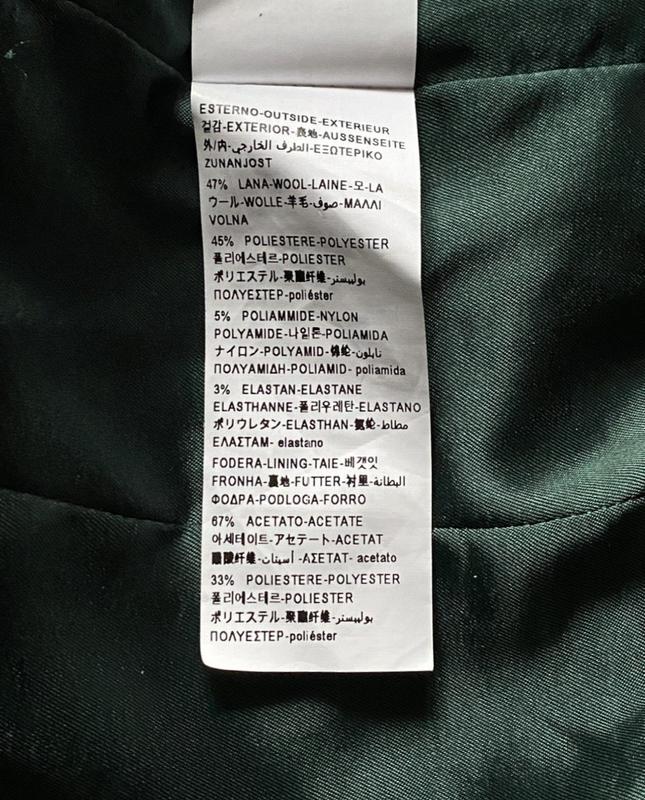 ESTERNO-OUTSIDE-EXTERIEUR
겉감-EXTERIOR-裏地-AUSSENSEITE
外/内-الطرف الخارجي-ΕΞΩΤΕΡΙΚΟ
ZUNANJOST
47% LANA-WOOL-LAINE-모-LA
ウール-WOLLE-羊毛-صوف-ΜΑΛΛΙ
VOLNA
45% POLIESTERE-POLYESTER
폴리에스테르-POLIESTER
ポリエステル-聚酯纤维-بوليستر
ΠΟΛΥΕΣΤΕΡ-poliéster
5% POLIAMMIDE-NYLON
POLYAMIDE-나일론-POLIAMIDA
ナイロン-POLYAMID-锦纶-نايلون
ΠΟΛΥΑΜΙΔΗ-POLIAMID- poliamida
3% ELASTAN-ELASTANE
ELASTHANNE-폴리우레탄-ELASTANO
ポリウレタン-ELASTHAN-氨纶-مطاط
ΕΛΑΣΤΑΜ- elastano
FODERA-LINING-TAIE-베갯잇
FRONHA-裏地-FUTTER-衬里-البطانة
ΦΟΔΡΑ-PODLOGA-FORRO
67% ACETATO-ACETATE
아세테이트-アセテート-ACETAT
醋酸纤维-أسيتات -ΑΣΕΤΑΤ- acetato
33% POLIESTERE-POLYESTER
폴리에스테르-POLIESTER
ポリエステル-聚酯纤维-بوليستر
ΠΟΛΥΕΣΤΕΡ-poliéster